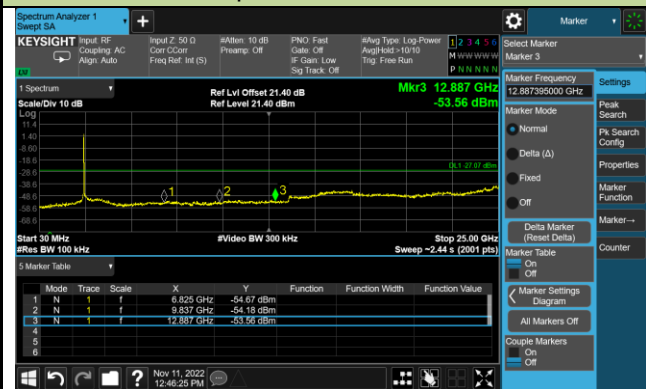 Spectrum Analyzer 1
Swept SA
Marker
KEYSIGHT
Input: RF
Coupling: AC
Align: Auto
Input Z: 50 Ω
Corr CCorr
Freq Ref: Int (S)
#Atten: 10 dB
Preamp: Off
PNO: Fast
Gate: Off
IF Gain: Low
Sig Track: Off
#Avg Type: Log-Power
Avg|Hold:>10/10
Trig: Free Run
1 2 3 4 5 6
M W W W W W
P N N N N N
LXI
Select Marker
Marker 3
1 Spectrum
Scale/Div 10 dB
Log
Ref Lvl Offset 21.40 dB
Ref Level 21.40 dBm
Mkr3 12.887 GHz
-53.56 dBm
11.4
1.40
-8.60
-18.6
-28.6
-38.6
-48.6
-58.6
-68.6
DL1 -27.07 dBm
1
2
3
Start 30 MHz
#Res BW 100 kHz
#Video BW 300 kHz
Stop 25.00 GHz
Sweep ~2.44 s (2001 pts)
5 Marker Table
Mode Trace Scale X Y Function Function Width Function Value
1 N 1 f 6.825 GHz -54.67 dBm
2 N 1 f 9.837 GHz -54.18 dBm
3 N 1 f 12.887 GHz -53.56 dBm
4
5
6
Marker Frequency
12.887395000 GHz
Marker Mode
Normal
Delta (Δ)
Fixed
Off
Delta Marker
(Reset Delta)
Marker Table
On
Off
Marker Settings
Diagram
All Markers Off
Couple Markers
On
Off
Settings
Peak
Search
Pk Search
Config
Properties
Marker
Function
Marker→
Counter
Nov 11, 2022
12:46:25 PM